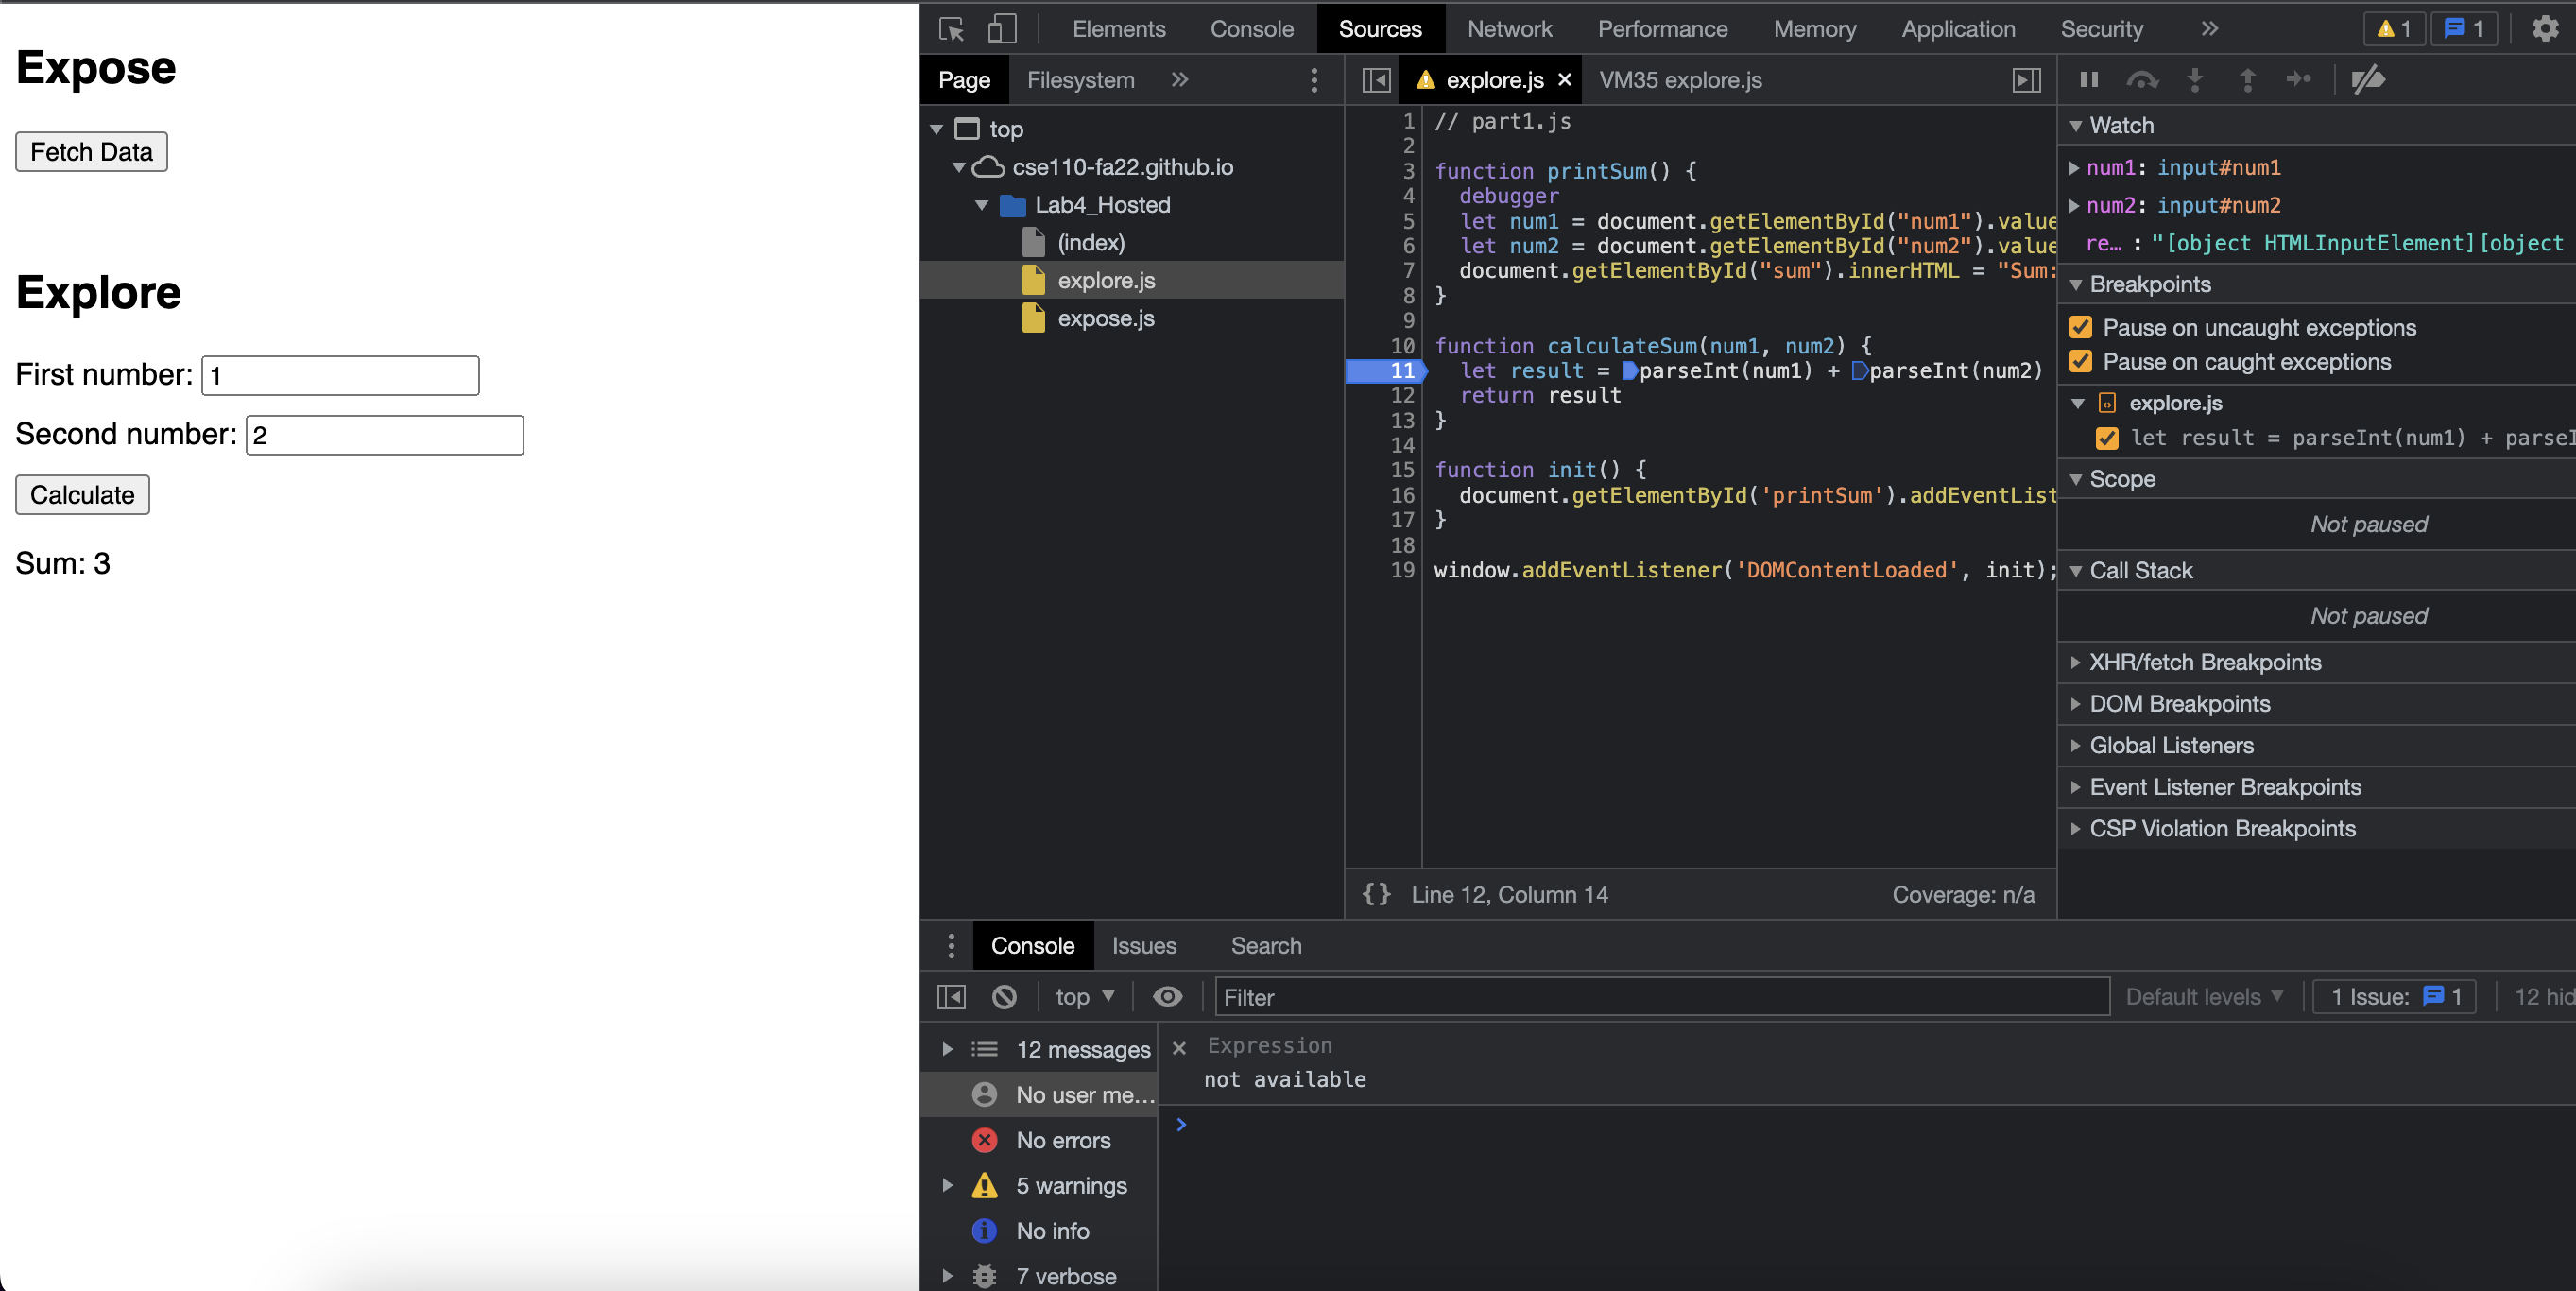 Expose
Fetch Data
Explore
First number: 1
Second number: 2
Calculate
Sum: 3
Elements Console Sources Network Performance Memory Application Security » 1 1
Page Filesystem »
top
cse110-fa22.github.io
Lab4_Hosted
(index)
explore.js
expose.js
explore.js × VM35 explore.js
1 // part1.js
2
3 function printSum() {
4 debugger
5 let num1 = document.getElementById("num1").value
6 let num2 = document.getElementById("num2").value
7 document.getElementById("sum").innerHTML = "Sum:
8 }
9
10 function calculateSum(num1, num2) {
11 let result = parseInt(num1) + parseInt(num2)
12 return result
13 }
14
15 function init() {
16 document.getElementById('printSum').addEventList
17 }
18
19 window.addEventListener('DOMContentLoaded', init);
{} Line 12, Column 14 Coverage: n/a
Watch
num1: input#num1
num2: input#num2
re… : "[object HTMLInputElement][object
Breakpoints
Pause on uncaught exceptions
Pause on caught exceptions
explore.js
let result = parseInt(num1) + parseI
Scope
Not paused
Call Stack
Not paused
XHR/fetch Breakpoints
DOM Breakpoints
Global Listeners
Event Listener Breakpoints
CSP Violation Breakpoints
Console Issues Search
top Filter Default levels 1 Issue: 1 12 hid
12 messages
No user me…
No errors
5 warnings
No info
7 verbose
× Expression
not available